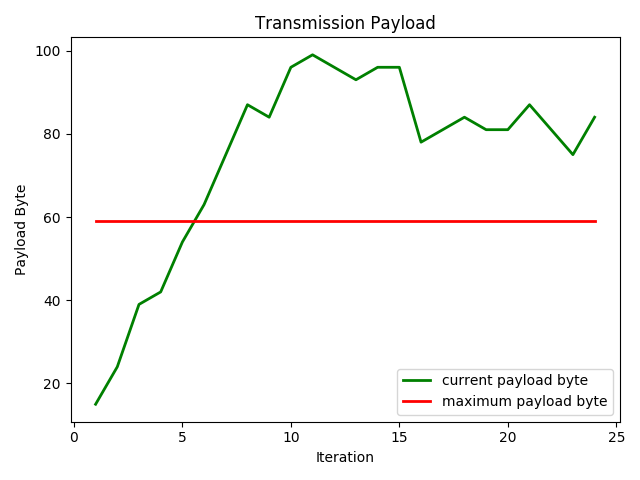 Transmission Payload
Payload Byte
100
80
60
40
20
0
5
10
15
20
25
Iteration
current payload byte
maximum payload byte